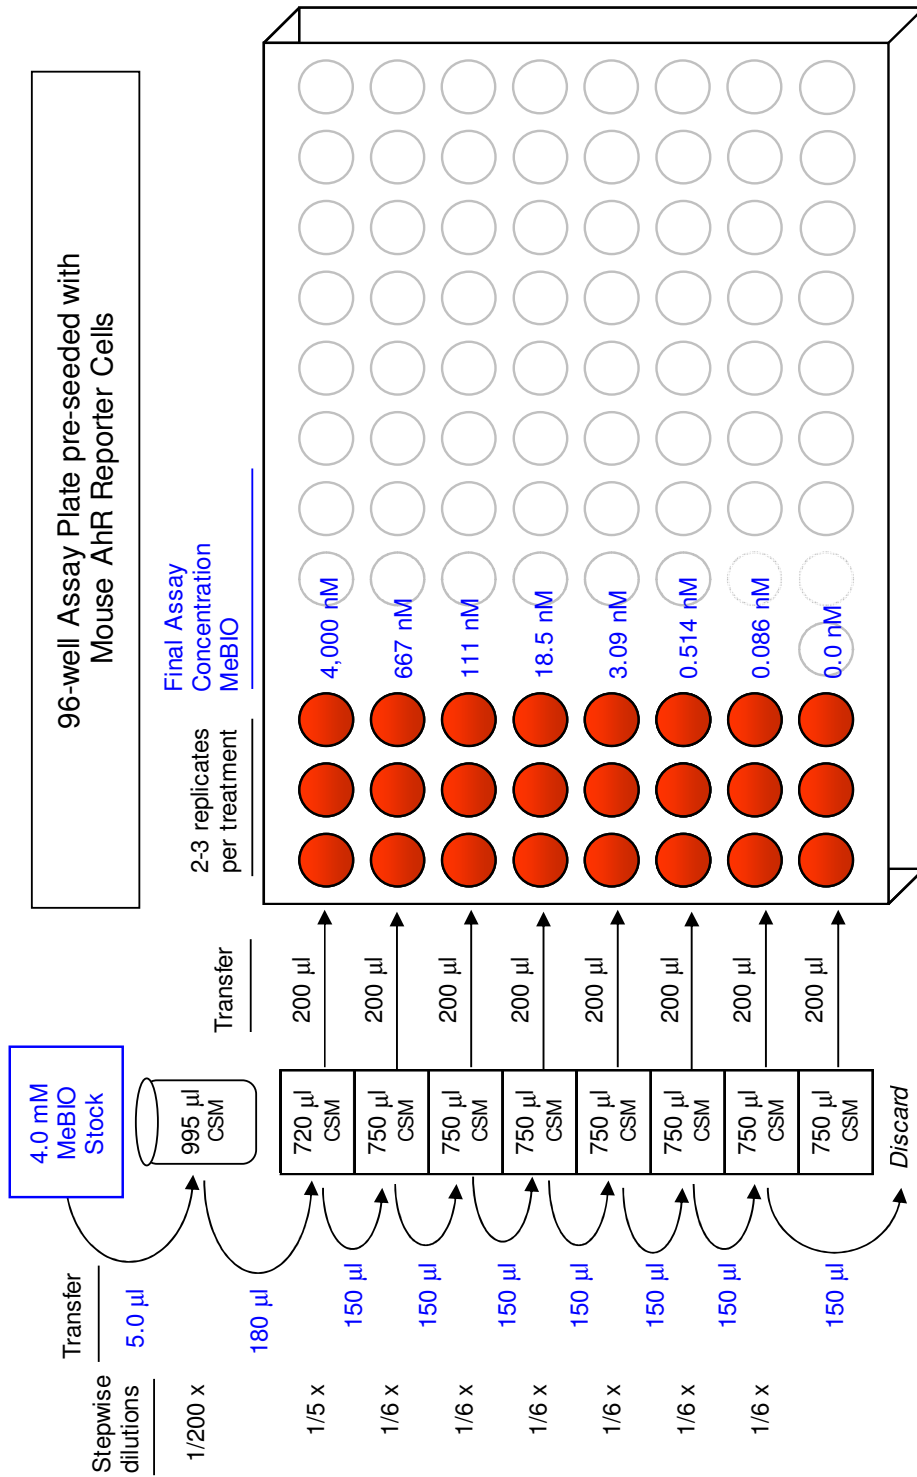 96-well Assay Plate pre-seeded with
Mouse AhR Reporter Cells
Stepwise
dilutions
Transfer
4.0 mM
MeBIO
Stock
Transfer
2-3 replicates
per treatment
Final Assay
Concentration
MeBIO
1/200 x
5.0 µl
995 µl
CSM
180 µl
1/5 x
720 µl
CSM
200 µl
4,000 nM
150 µl
1/6 x
750 µl
CSM
200 µl
667 nM
150 µl
1/6 x
750 µl
CSM
200 µl
111 nM
150 µl
1/6 x
750 µl
CSM
200 µl
18.5 nM
150 µl
1/6 x
750 µl
CSM
200 µl
3.09 nM
150 µl
1/6 x
750 µl
CSM
200 µl
0.514 nM
150 µl
1/6 x
750 µl
CSM
200 µl
0.086 nM
150 µl
750 µl
CSM
200 µl
0.0 nM
Discard